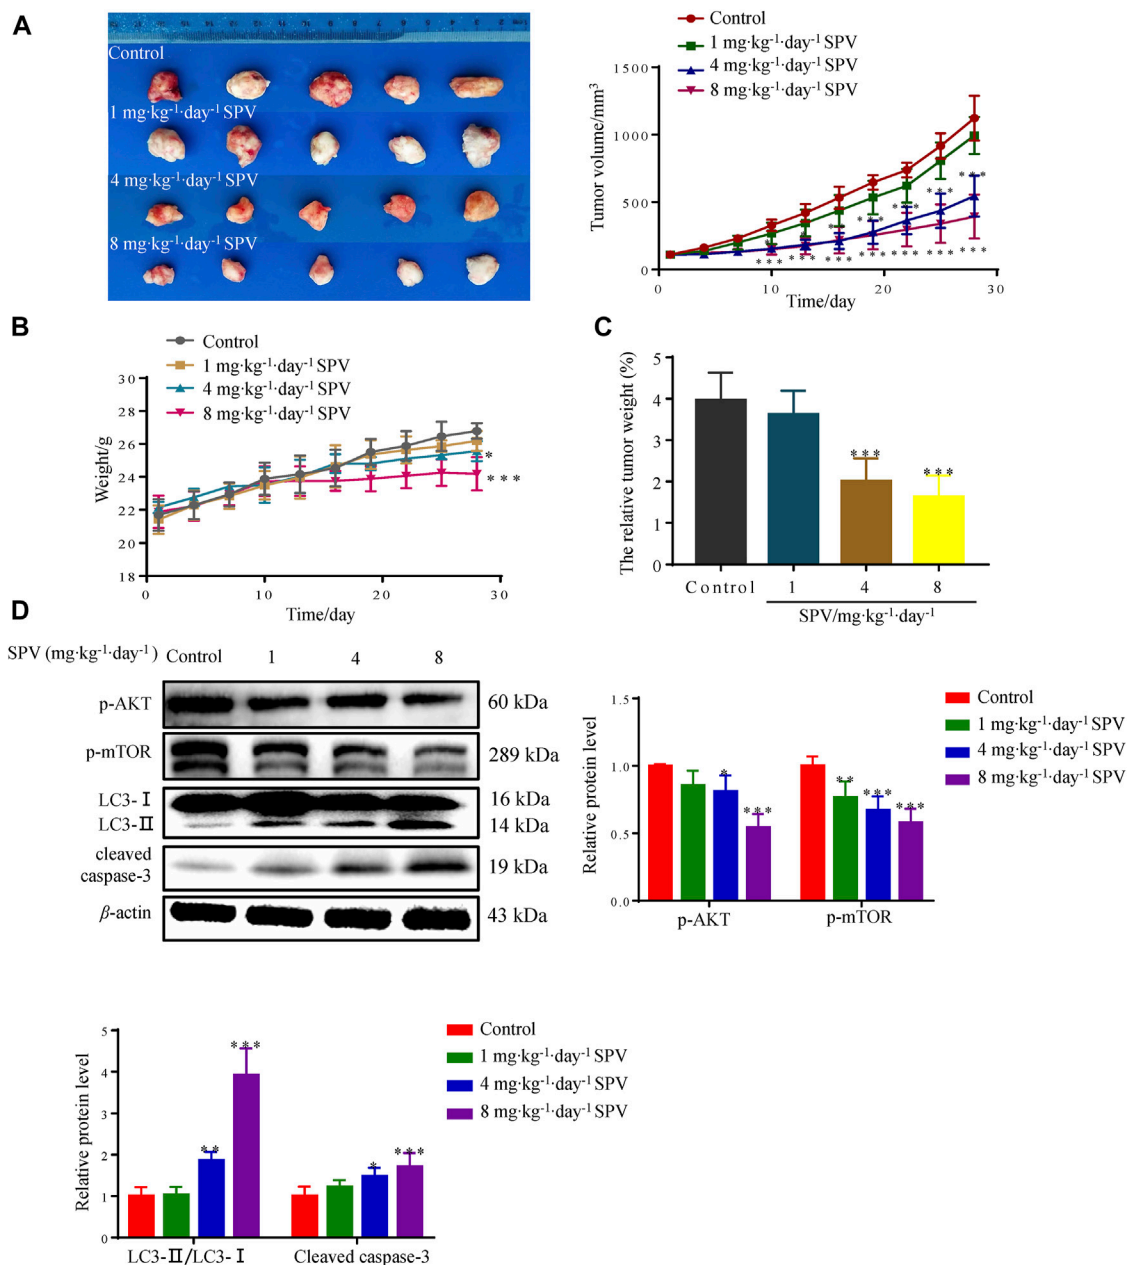 A
Control
1 mg·kg⁻¹·day⁻¹ SPV
4 mg·kg⁻¹·day⁻¹ SPV
8 mg·kg⁻¹·day⁻¹ SPV
Control
1 mg·kg⁻¹·day⁻¹ SPV
4 mg·kg⁻¹·day⁻¹ SPV
8 mg·kg⁻¹·day⁻¹ SPV
Tumor volume/mm³
1500
1000
500
0
0 10 20 30
Time/day
***
***
***
***
***
***
***
***
***
***
B
Control
1 mg·kg⁻¹·day⁻¹ SPV
4 mg·kg⁻¹·day⁻¹ SPV
8 mg·kg⁻¹·day⁻¹ SPV
Weight/g
30
28
26
24
22
20
18
*
***
0 10 20 30
Time/day
C
The relative tumor weight (%)
5
4
3
2
1
0
***
***
Control 1 4 8
SPV/mg·kg⁻¹·day⁻¹
D
SPV (mg·kg⁻¹·day⁻¹) Control 1 4 8
p-AKT 60 kDa
p-mTOR 289 kDa
LC3-Ⅰ 16 kDa
LC3-Ⅱ 14 kDa
cleaved
caspase-3 19 kDa
β-actin 43 kDa
Control
1 mg·kg⁻¹·day⁻¹ SPV
4 mg·kg⁻¹·day⁻¹ SPV
8 mg·kg⁻¹·day⁻¹ SPV
Relative protein level
1.5
1.0
0.5
0.0
* *** ** *** ***
p-AKT p-mTOR
Control
1 mg·kg⁻¹·day⁻¹ SPV
4 mg·kg⁻¹·day⁻¹ SPV
8 mg·kg⁻¹·day⁻¹ SPV
Relative protein level
5
4
3
2
1
0
** *** * ***
LC3-Ⅱ/LC3-Ⅰ Cleaved caspase-3